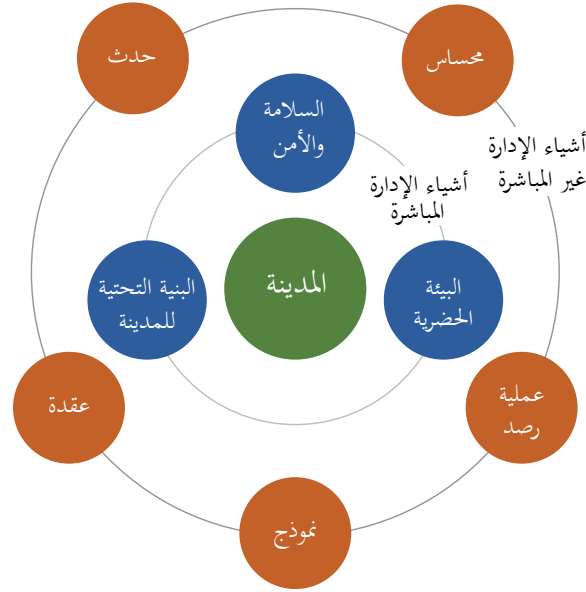 محساس
حدث
السلامة
والأمن
أشياء الإدارة
غير المباشرة
أشياء الإدارة
المباشرة
المدينة
البيئة
الحضرية
البنية التحتية
للمدينة
عملية
رصد
عقدة
نموذج